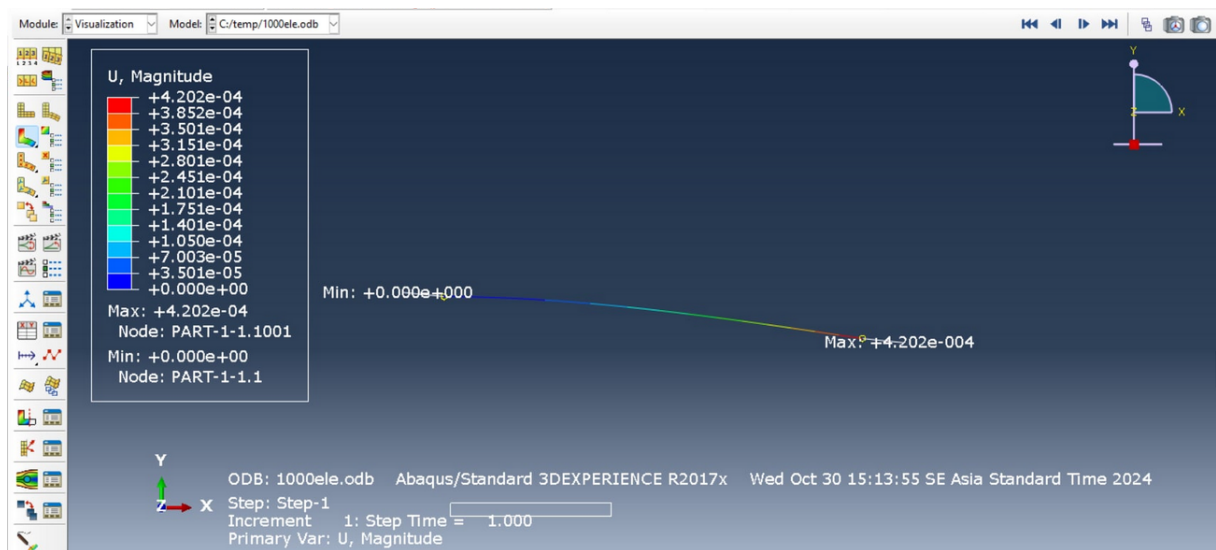 Module: Visualization Model: C:/temp/1000ele.odb
Y
X
Z
U, Magnitude
+4.202e-04
+3.852e-04
+3.501e-04
+3.151e-04
+2.801e-04
+2.451e-04
+2.101e-04
+1.751e-04
+1.401e-04
+1.050e-04
+7.003e-05
+3.501e-05
+0.000e+00
Max: +4.202e-04
Node: PART-1-1.1001
Min: +0.000e+00
Node: PART-1-1.1
Min: +0.000e+000
Max: +4.202e-004
Y
Z X
ODB: 1000ele.odb Abaqus/Standard 3DEXPERIENCE R2017x Wed Oct 30 15:13:55 SE Asia Standard Time 2024
Step: Step-1
Increment 1: Step Time = 1.000
Primary Var: U, Magnitude